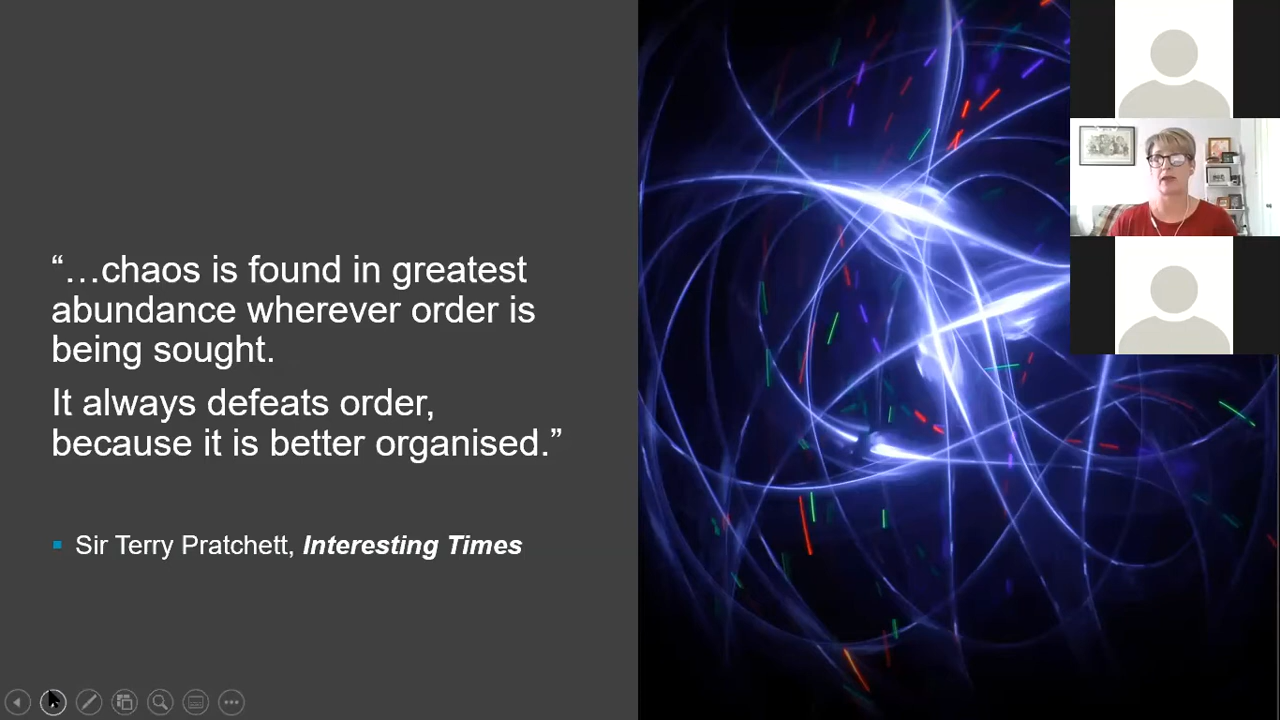 “…chaos is found in greatest
abundance wherever order is
being sought.
It always defeats order,
because it is better organised.”
Sir Terry Pratchett, Interesting Times